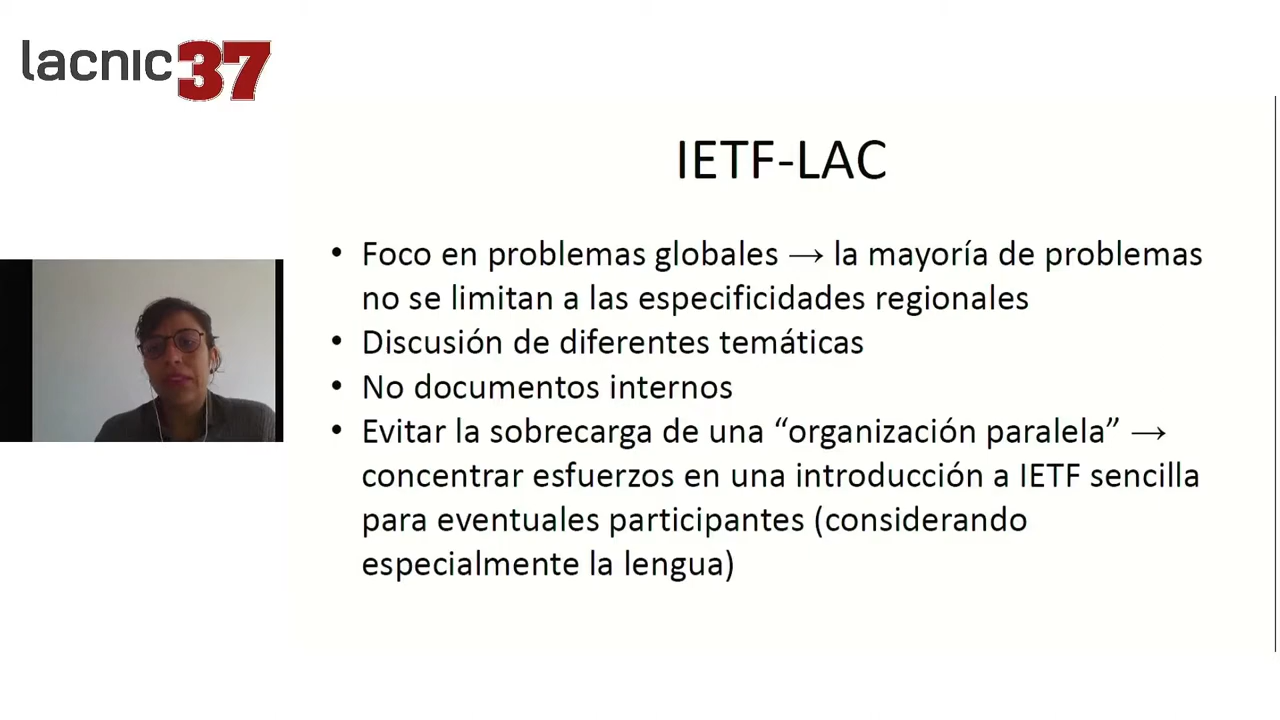 lacnic 37
IETF-LAC
• Foco en problemas globales → la mayoría de problemas
no se limitan a las especificidades regionales
• Discusión de diferentes temáticas
• No documentos internos
• Evitar la sobrecarga de una “organización paralela” →
concentrar esfuerzos en una introducción a IETF sencilla
para eventuales participantes (considerando
especialmente la lengua)